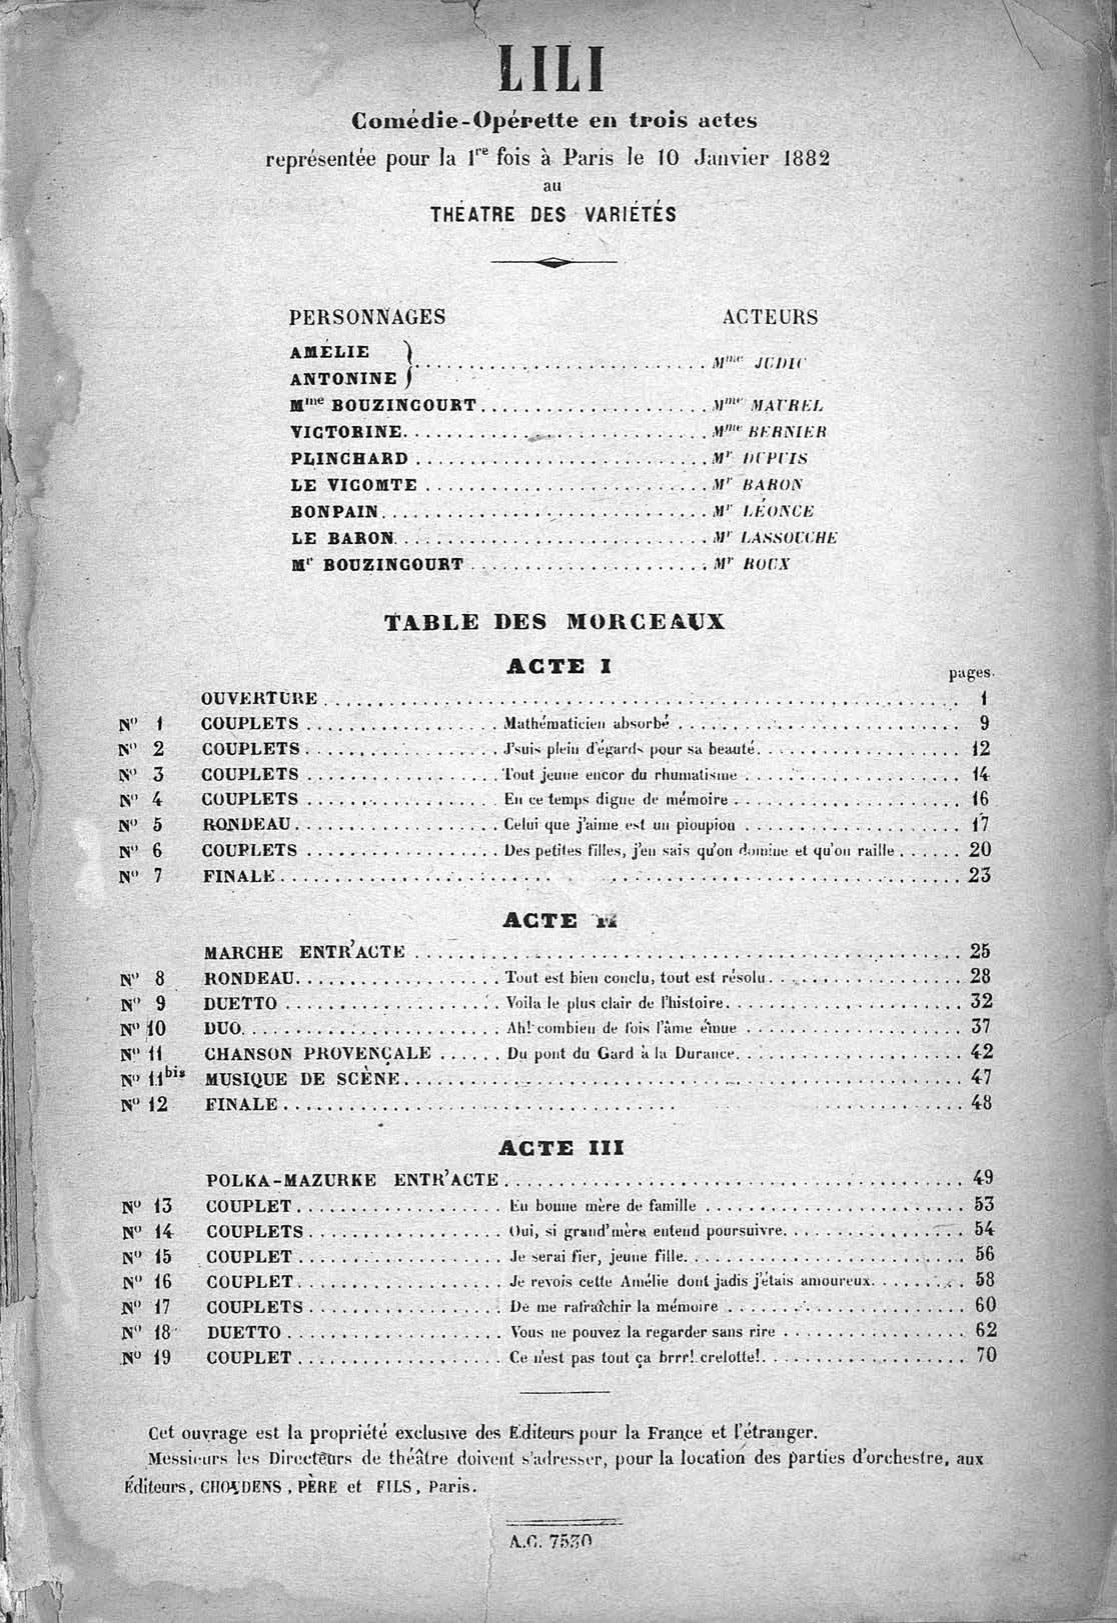 LILI
Comédie-Opérette en trois actes
représentée pour la 1re fois à Paris le 10 Janvier 1882
au
THÉATRE DES VARIÉTÉS
PERSONNAGES ACTEURS
AMÉLIE
ANTONINE } ... Mme JUDIC
Mme BOUZINCOURT ... Mme MAUREL
VICTORINE ... Mme BERNIER
PLINCHARD ... Mr DUPUIS
LE VICOMTE ... Mr BARON
BONPAIN ... Mr LÉONCE
LE BARON ... Mr LASSOUCHE
Mr BOUZINCOURT ... Mr ROUX
TABLE DES MORCEAUX
ACTE I
pages.
OUVERTURE ... 1
No 1 COUPLETS ... Mathématicien absorbé ... 9
No 2 COUPLETS ... J'suis plein d'égards pour sa beauté ... 12
No 3 COUPLETS ... Tout jeune encor du rhumatisme ... 14
No 4 COUPLETS ... En ce temps digne de mémoire ... 16
No 5 RONDEAU ... Celui que j'aime est un pioupiou ... 17
No 6 COUPLETS ... Des petites filles, j'en sais qu'on domine et qu'on raille ... 20
No 7 FINALE ... 23
ACTE II
MARCHE ENTR'ACTE ... 25
No 8 RONDEAU ... Tout est bien conclu, tout est résolu ... 28
No 9 DUETTO ... Voila le plus clair de l'histoire ... 32
No 10 DUO ... Ah! combien de fois l'âme émue ... 37
No 11 CHANSON PROVENÇALE ... Du pont du Gard à la Durance ... 42
No 11bis MUSIQUE DE SCÈNE ... 47
No 12 FINALE ... 48
ACTE III
POLKA-MAZURKE ENTR'ACTE ... 49
No 13 COUPLET ... En bonne mère de famille ... 53
No 14 COUPLETS ... Oui, si grand'mère entend poursuivre ... 54
No 15 COUPLET ... Je serai fier, jeune fille ... 56
No 16 COUPLET ... Je revois cette Amélie dont jadis j'étais amoureux ... 58
No 17 COUPLETS ... De me rafraîchir la mémoire ... 60
No 18 DUETTO ... Vous ne pouvez la regarder sans rire ... 62
No 19 COUPLET ... Ce n'est pas tout ça brrr! crelotte! ... 70
Cet ouvrage est la propriété exclusive des Editeurs pour la France et l'étranger.
Messieurs les Directeurs de théâtre doivent s'adresser, pour la location des parties d'orchestre, aux
Éditeurs, CHOUDENS, PÈRE et FILS, Paris.
A.C. 7530